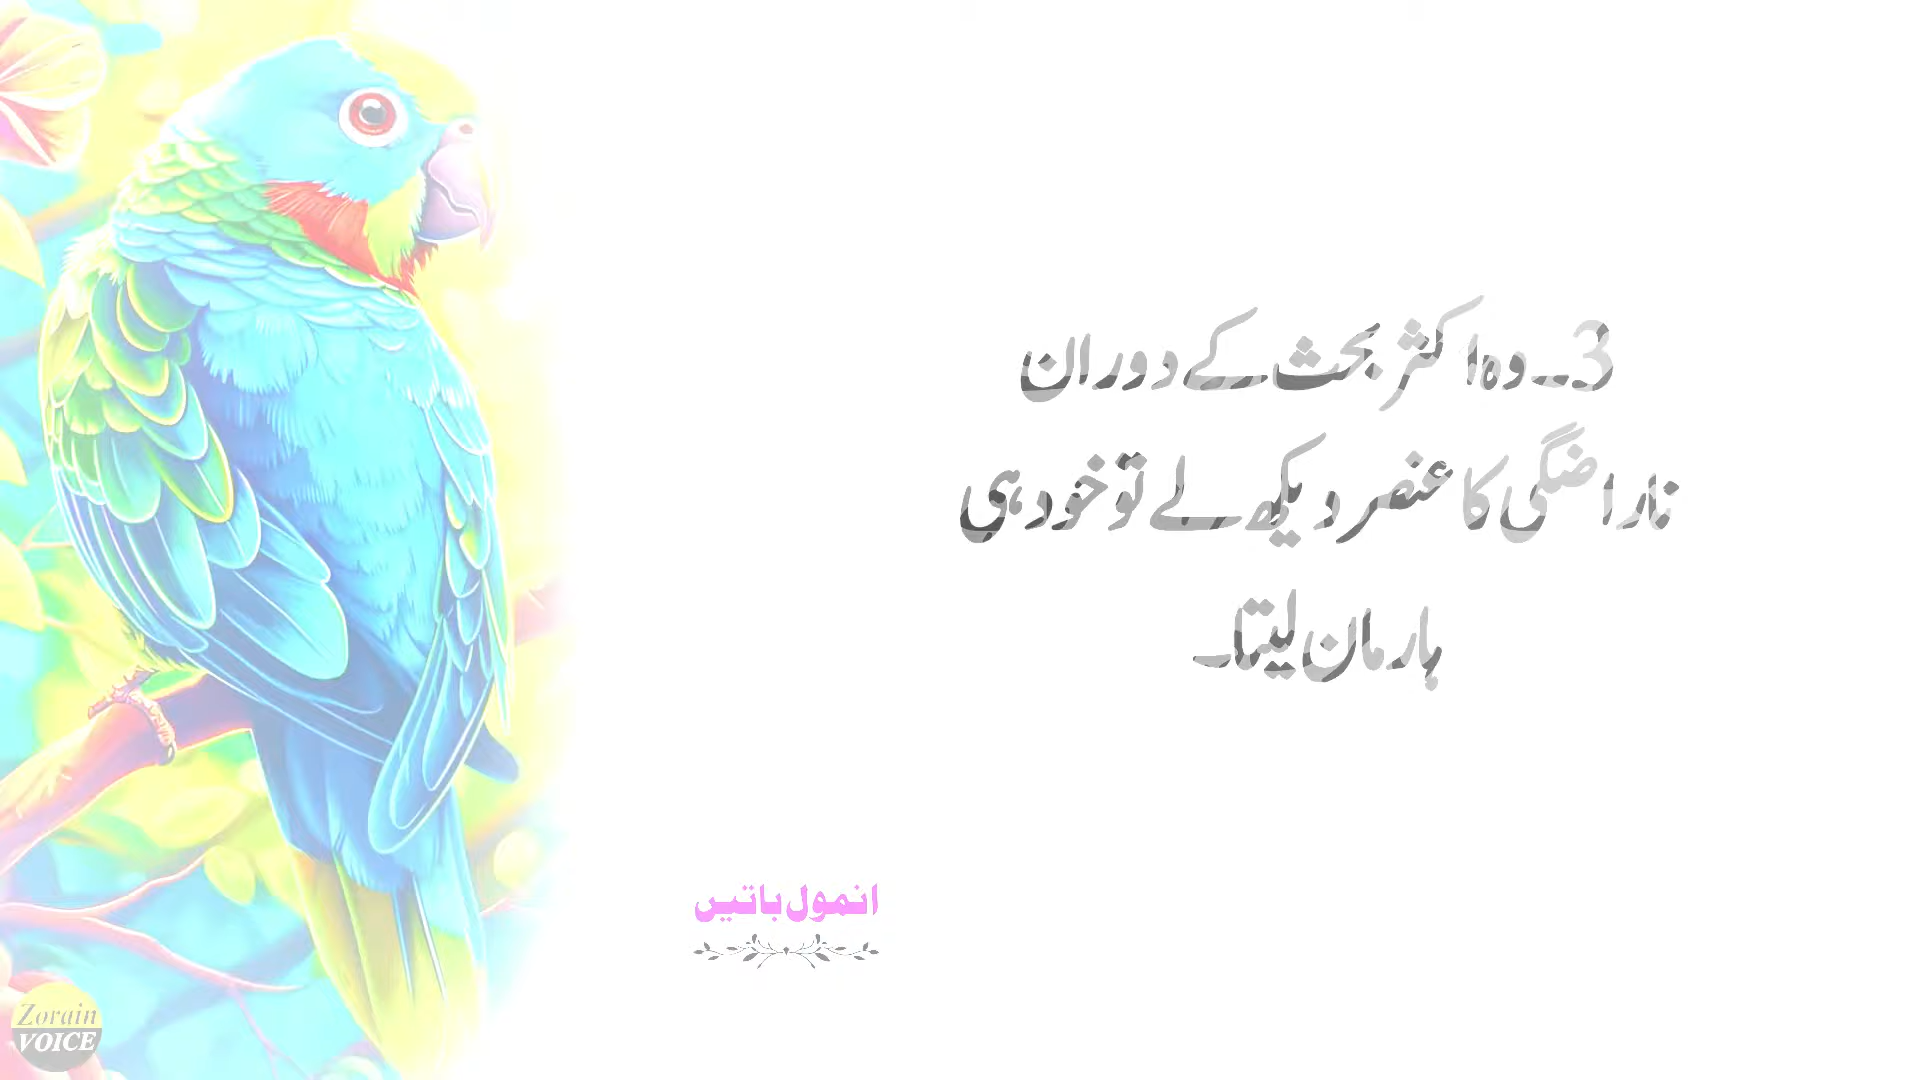 3۔۔وہ اکثر بحث کے دوران
ناراضگی کا عنصر دیکھ لے تو خود ہی
ہار مان لیتا۔
انمول باتیں
Zorain
VOICE